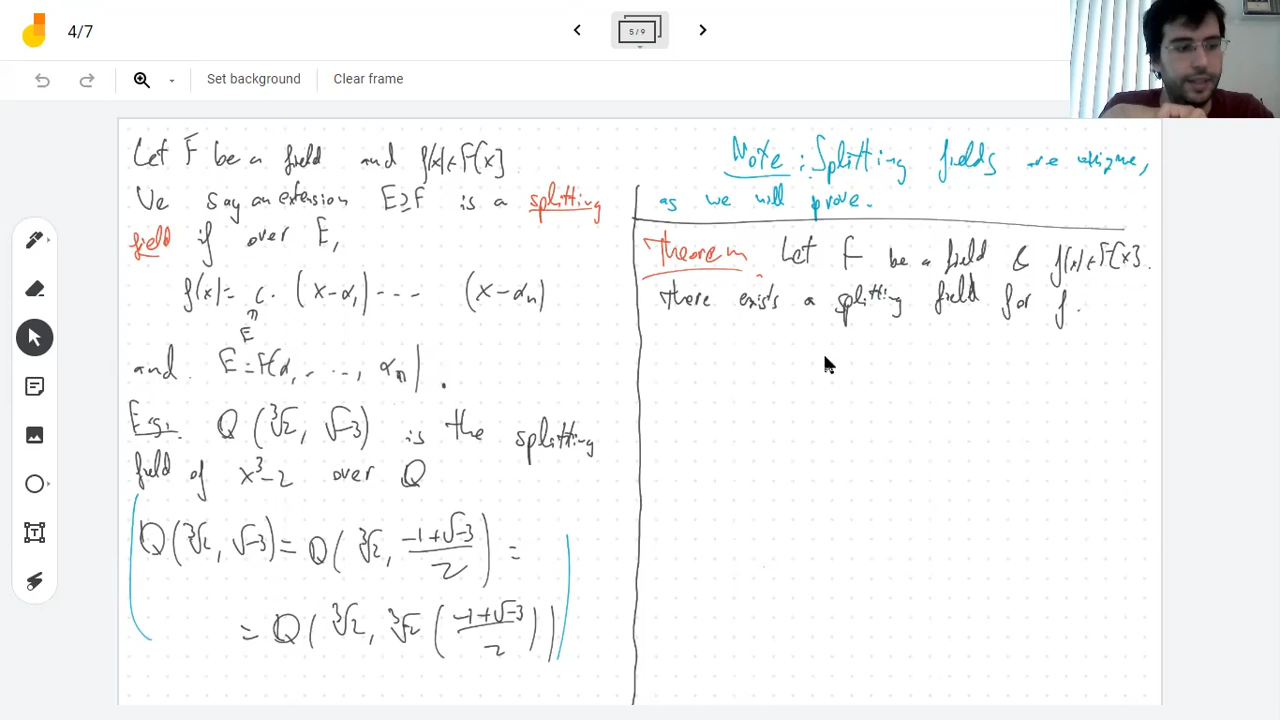 4/7
5/9
Set background
Clear frame
Let F be a field and f(x)∈F[x]
We say an extension E≥F is a splitting
field if over E,
f(x)= c · (x-α₁) ···· (x-αₙ)
∩
E
and E=F(α₁, . ..., αₙ).
E.g. Q(∛2, √-3) is the splitting
field of x³-2 over Q
(Q(∛2, √-3) = Q(∛2, (-1+√-3)/2) =
= Q(∛2, ∛2((-1+√-3)/2)))
Note: Splitting fields are unique,
as we will prove.
Theorem. Let F be a field & f(x)∈F[x].
There exists a splitting field for f.